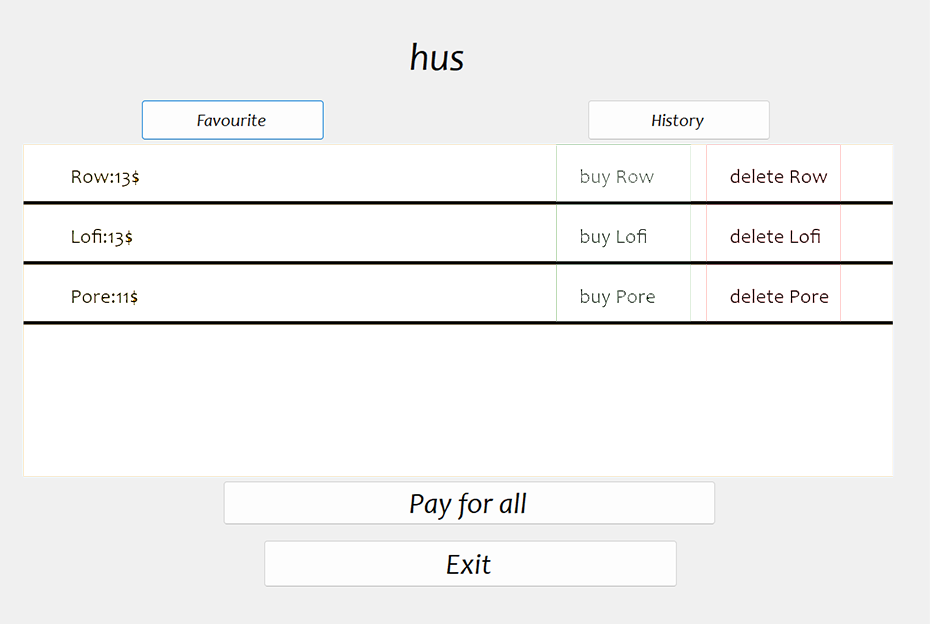 hus
Favourite History
Row:13$ buy Row delete Row
Lofi:13$ buy Lofi delete Lofi
Pore:11$ buy Pore delete Pore
Pay for all
Exit